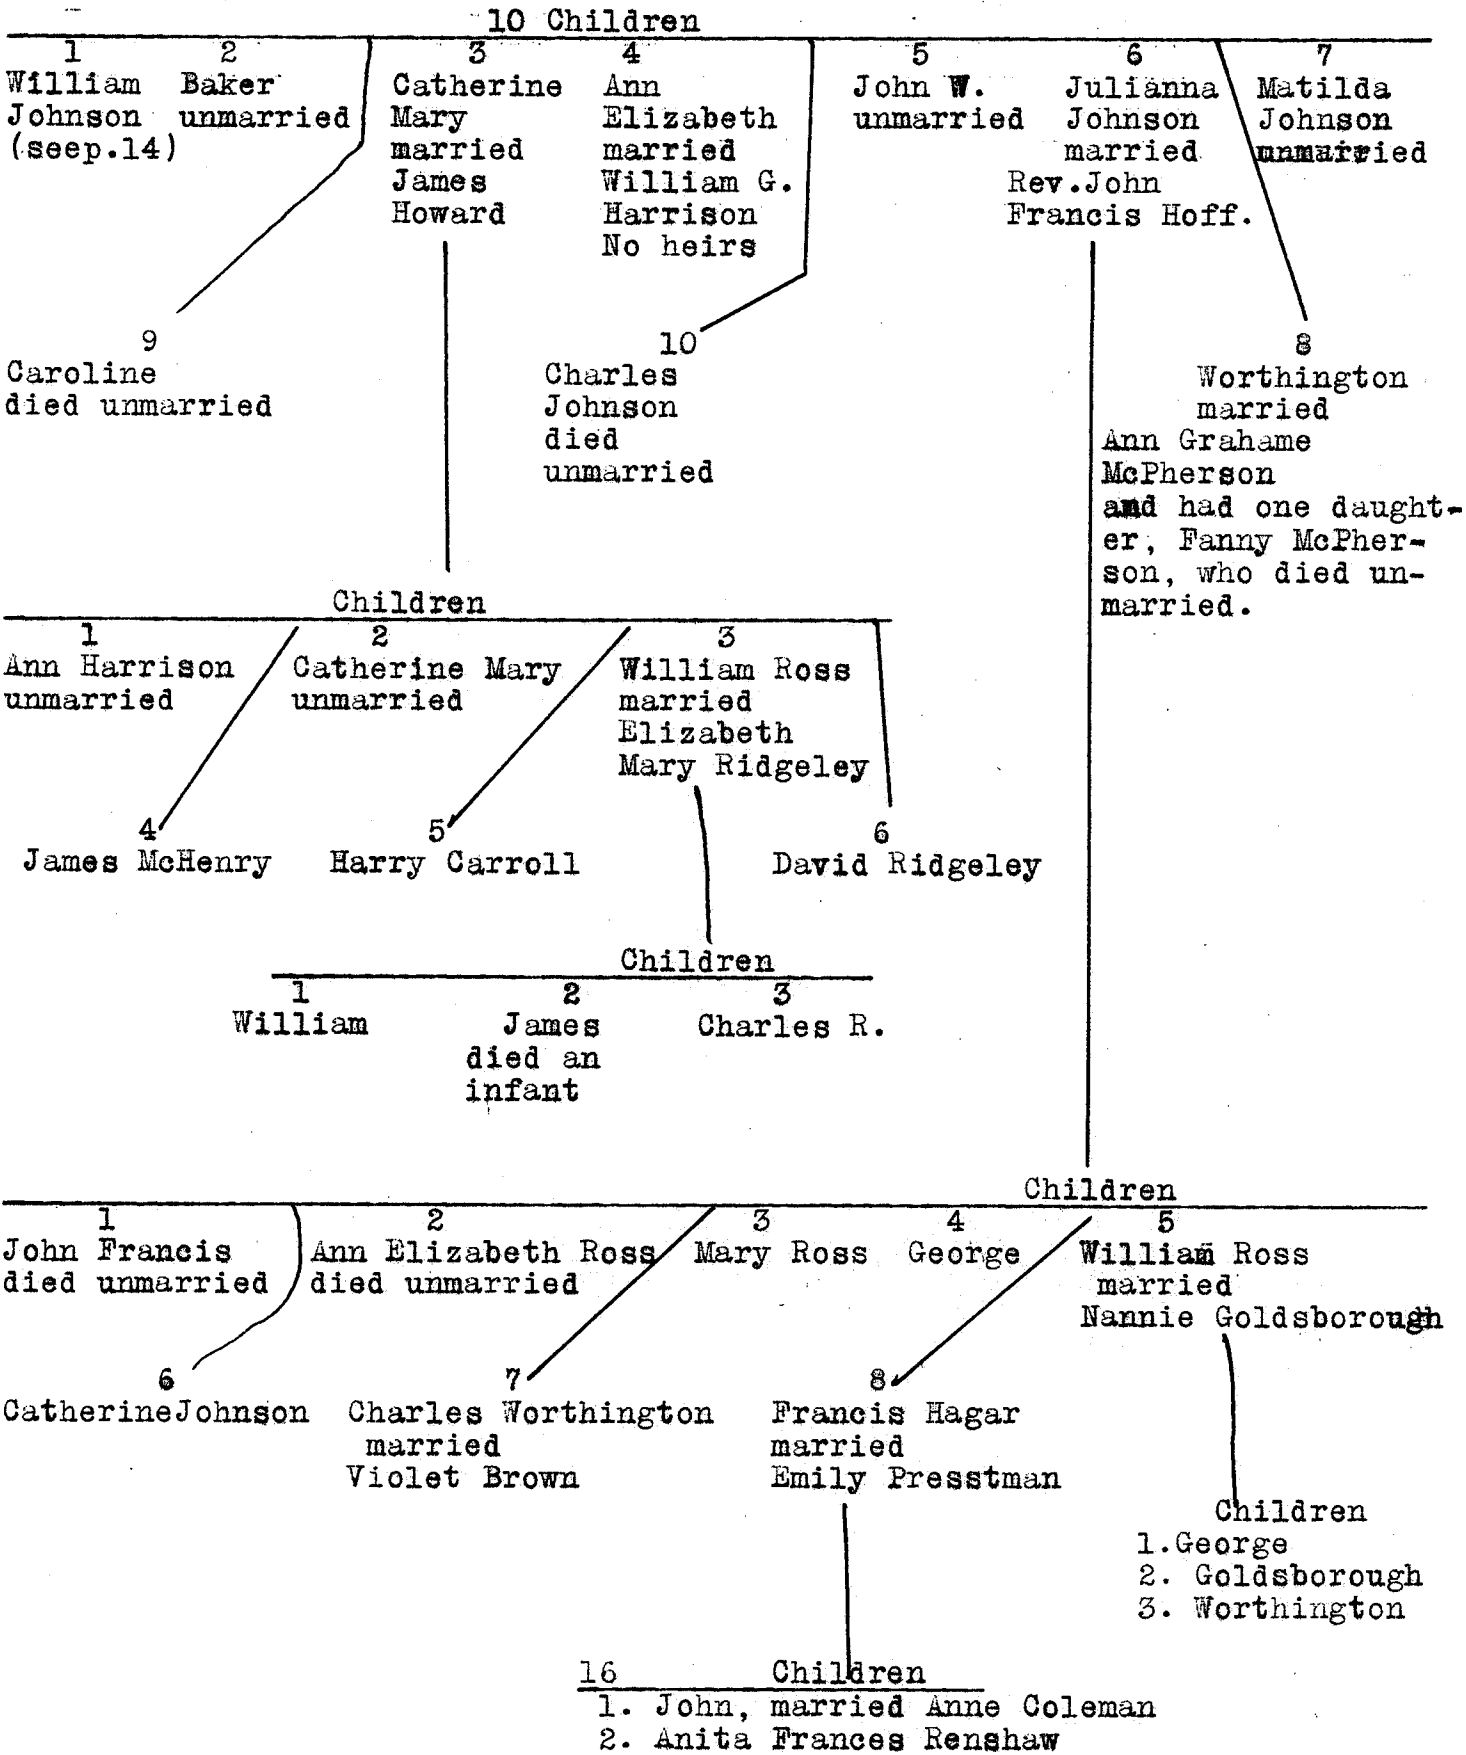 10 Children
1 2 3 4 5 6 7
William
Johnson
(seep.14)
Baker
unmarried
Catherine
Mary
married
James
Howard
Ann
Elizabeth
married
William G.
Harrison
No heirs
John W.
unmarried
Julianna
Johnson
married
Rev.John
Francis Hoff.
Matilda
Johnson
unmarried
9
Caroline
died unmarried
10
Charles
Johnson
died
unmarried
8
Worthington
married
Ann Grahame
McPherson
and had one daught-
er, Fanny McPher-
son, who died un-
married.
Children
1
Ann Harrison
unmarried
2
Catherine Mary
unmarried
3
William Ross
married
Elizabeth
Mary Ridgeley
4
James McHenry
5
Harry Carroll
6
David Ridgeley
Children
1
William
2
James
died an
infant
3
Charles R.
Children
1
John Francis
died unmarried
2
Ann Elizabeth Ross
died unmarried
3
Mary Ross
4
George
5
William Ross
married
Nannie Goldsborough
6
CatherineJohnson
7
Charles Worthington
married
Violet Brown
8
Francis Hagar
married
Emily Presstman
Children
1.George
2. Goldsborough
3. Worthington
16 Children
1. John, married Anne Coleman
2. Anita Frances Renshaw